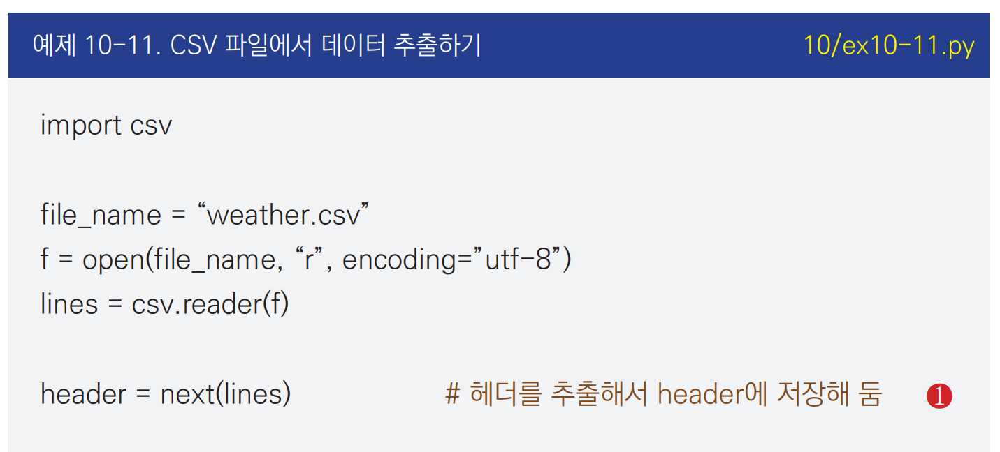 예제 10-11. CSV 파일에서 데이터 추출하기 10/ex10-11.py
import csv
file_name = “weather.csv”
f = open(file_name, “r”, encoding=”utf-8”)
lines = csv.reader(f)
header = next(lines) # 헤더를 추출해서 header에 저장해 둠 ❶